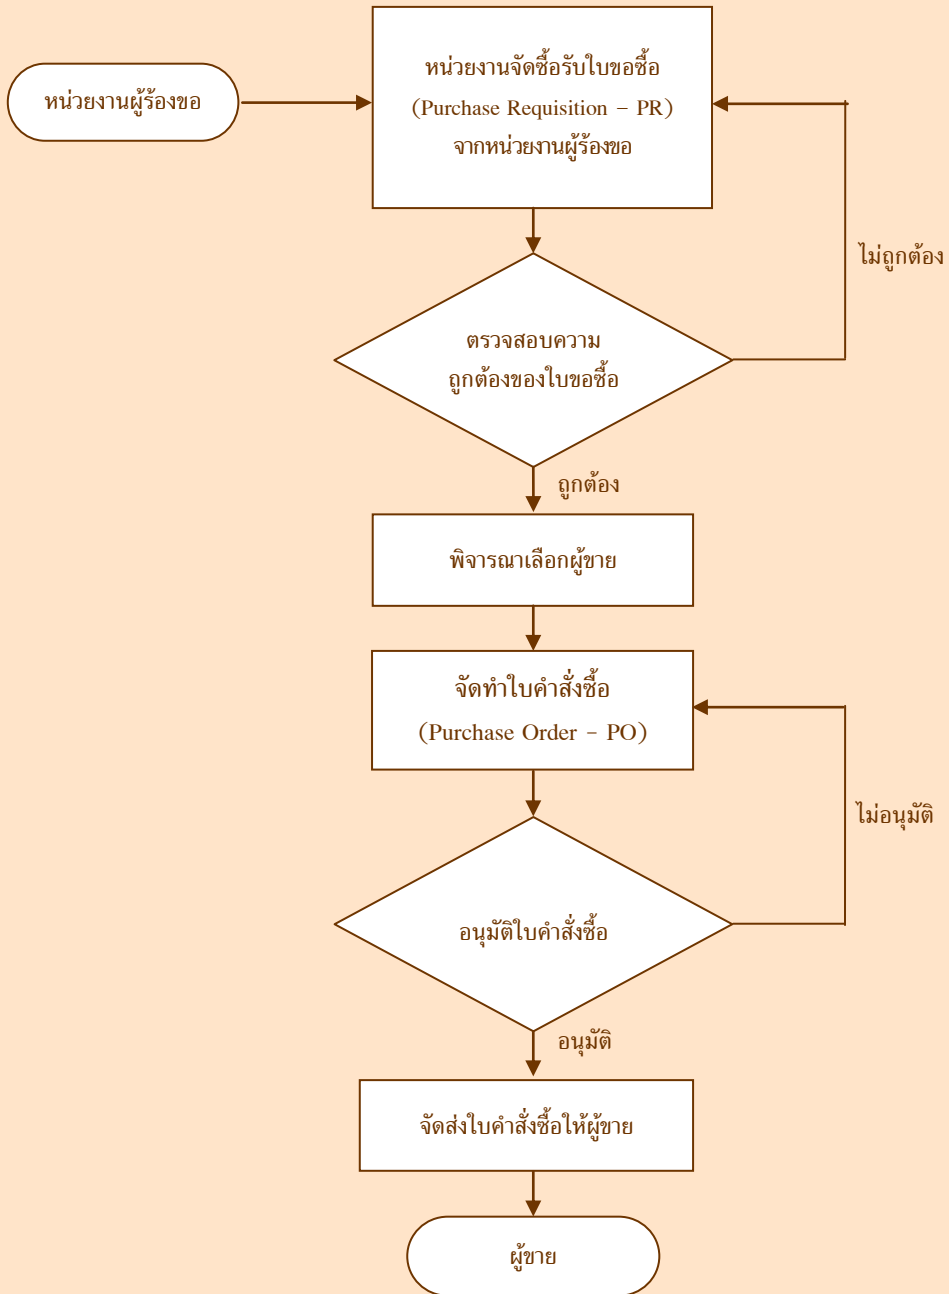 หน่วยงานผู้ร้องขอ
หน่วยงานจัดซื้อรับใบขอซื้อ
(Purchase Requisition – PR)
จากหน่วยงานผู้ร้องขอ
ไม่ถูกต้อง
ตรวจสอบความ
ถูกต้องของใบขอซื้อ
ถูกต้อง
พิจารณาเลือกผู้ขาย
จัดทำใบคำสั่งซื้อ
(Purchase Order – PO)
ไม่อนุมัติ
อนุมัติใบคำสั่งซื้อ
อนุมัติ
จัดส่งใบคำสั่งซื้อให้ผู้ขาย
ผู้ขาย